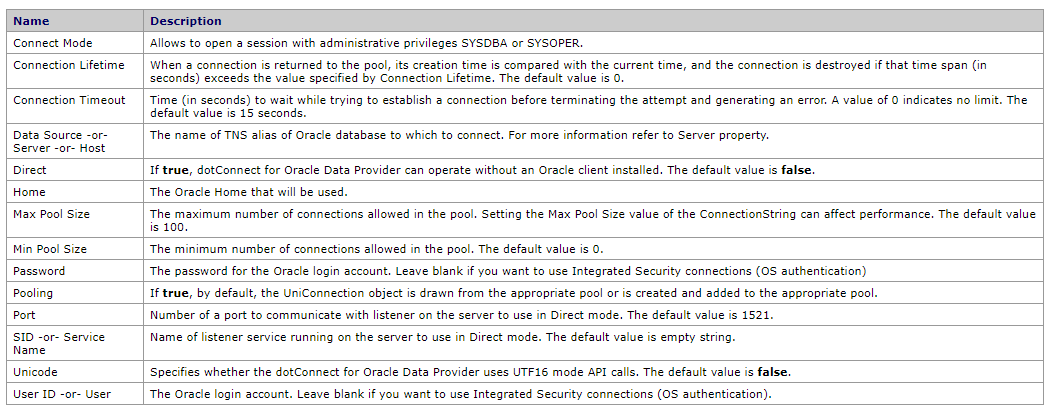 Name Description
Connect Mode Allows to open a session with administrative privileges SYSDBA or SYSOPER.
Connection Lifetime When a connection is returned to the pool, its creation time is compared with the current time, and the connection is destroyed if that time span (in
seconds) exceeds the value specified by Connection Lifetime. The default value is 0.
Connection Timeout Time (in seconds) to wait while trying to establish a connection before terminating the attempt and generating an error. A value of 0 indicates no limit. The
default value is 15 seconds.
Data Source -or- The name of TNS alias of Oracle database to which to connect. For more information refer to Server property.
Server -or- Host
Direct If true, dotConnect for Oracle Data Provider can operate without an Oracle client installed. The default value is false.
Home The Oracle Home that will be used.
Max Pool Size The maximum number of connections allowed in the pool. Setting the Max Pool Size value of the ConnectionString can affect performance. The default value
is 100.
Min Pool Size The minimum number of connections allowed in the pool. The default value is 0.
Password The password for the Oracle login account. Leave blank if you want to use Integrated Security connections (OS authentication)
Pooling If true, by default, the UniConnection object is drawn from the appropriate pool or is created and added to the appropriate pool.
Port Number of a port to communicate with listener on the server to use in Direct mode. The default value is 1521.
SID -or- Service Name of listener service running on the server to use in Direct mode. The default value is empty string.
Name
Unicode Specifies whether the dotConnect for Oracle Data Provider uses UTF16 mode API calls. The default value is false.
User ID -or- User The Oracle login account. Leave blank if you want to use Integrated Security connections (OS authentication).